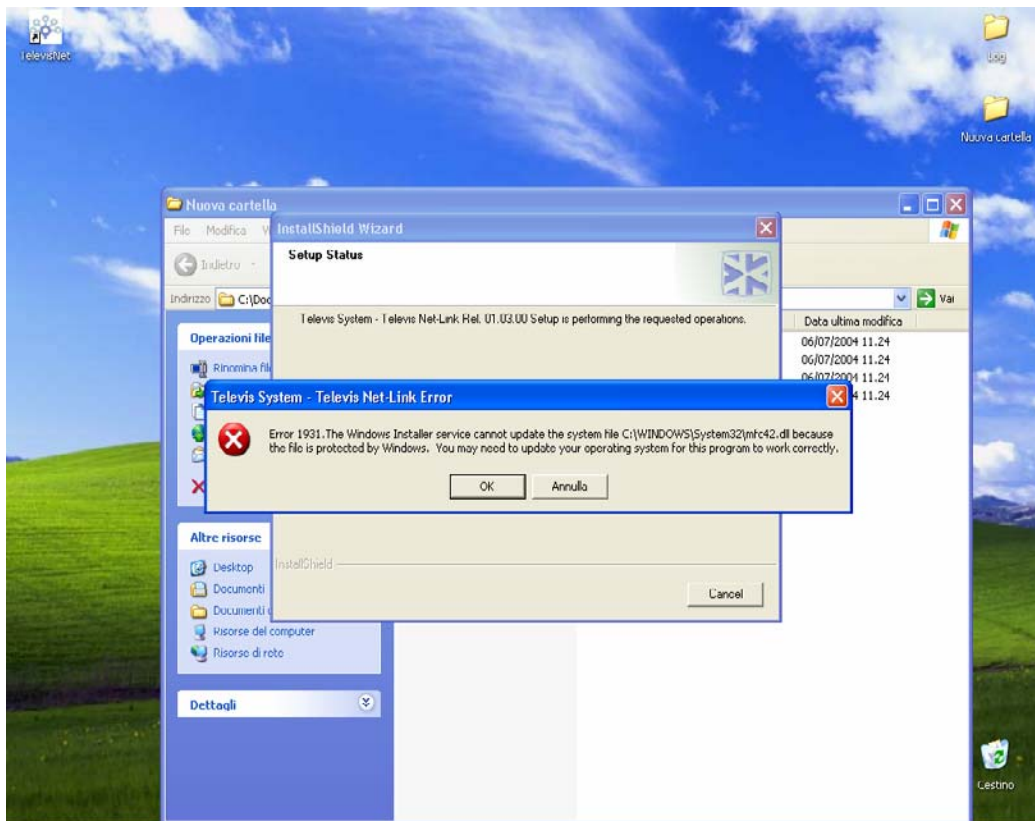 TelevisNet
Log
Nuova cartella
Nuova cartella
File Modifica
InstallShield Wizard
Indietro
Setup Status
Indirizzo C:\Doc
Vai
Televis System - Televis Net-Link Rel. 01.03.00 Setup is performing the requested operations.
Data ultima modifica
Operazioni file
06/07/2004 11.24
Rinomina file
06/07/2004 11.24
06/07/2004 11.24
4 11.24
Televis System - Televis Net-Link Error
Error 1931.The Windows Installer service cannot update the system file C:\WINDOWS\System32\mfc42.dll because
the file is protected by Windows. You may need to update your operating system for this program to work correctly.
OK Annulla
Altre risorse
Desktop
InstallShield
Documenti
Cancel
Documenti
Risorse del computer
Risorse di rete
Dettagli
Cestino